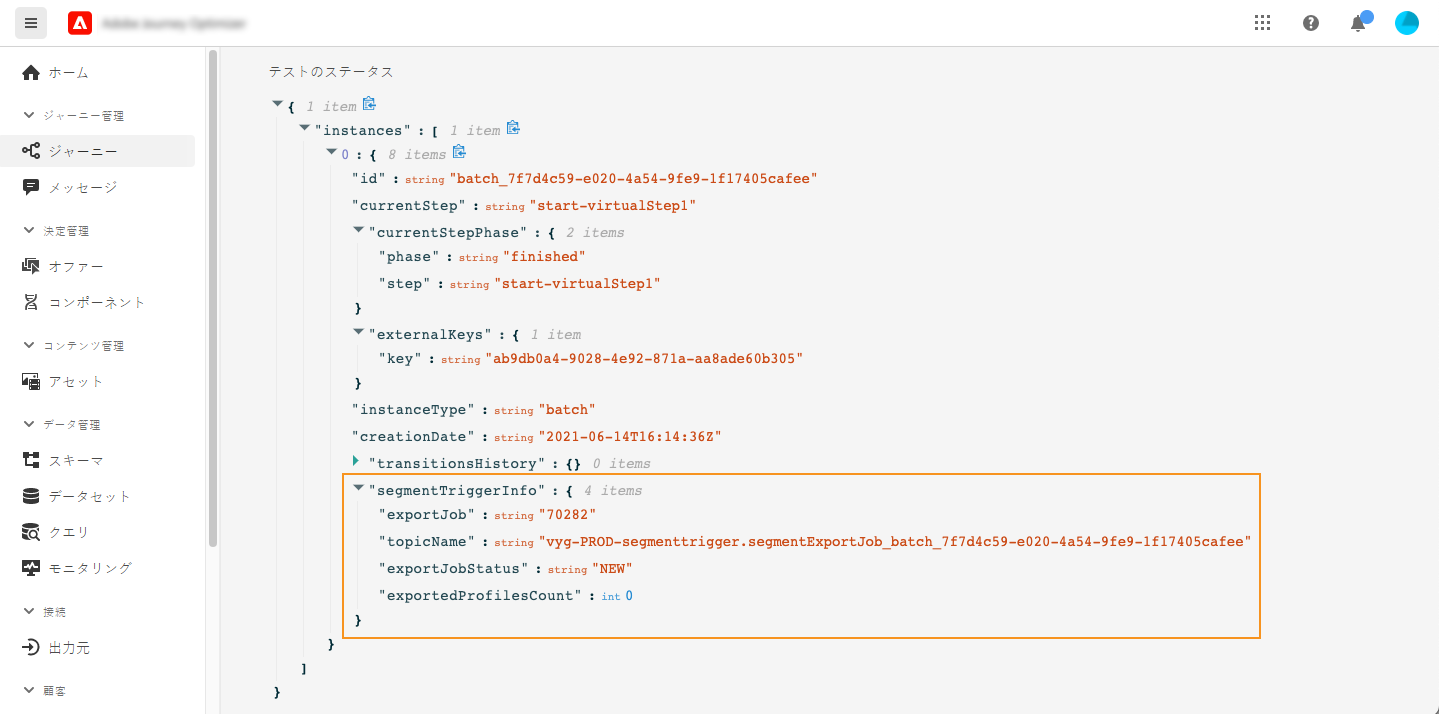 Adobe Journey Optimizer
ホーム
ジャーニー管理
ジャーニー
メッセージ
決定管理
オファー
コンポーネント
コンテンツ管理
アセット
データ管理
スキーマ
データセット
クエリ
モニタリング
接続
出力元
顧客
テストのステータス
{ 1 item
"instances" : [ 1 item
0 : { 8 items
"id" : string "batch_7f7d4c59-e020-4a54-9fe9-1f17405cafee"
"currentStep" : string "start-virtualStep1"
"currentStepPhase" : { 2 items
"phase" : string "finished"
"step" : string "start-virtualStep1"
}
"externalKeys" : { 1 item
"key" : string "ab9db0a4-9028-4e92-871a-aa8ade60b305"
}
"instanceType" : string "batch"
"creationDate" : string "2021-06-14T16:14:36Z"
"transitionsHistory" : {} 0 items
"segmentTriggerInfo" : { 4 items
"exportJob" : string "70282"
"topicName" : string "vyg-PROD-segmenttrigger.segmentExportJob_batch_7f7d4c59-e020-4a54-9fe9-1f17405cafee"
"exportJobStatus" : string "NEW"
"exportedProfilesCount" : int 0
}
}
]
}